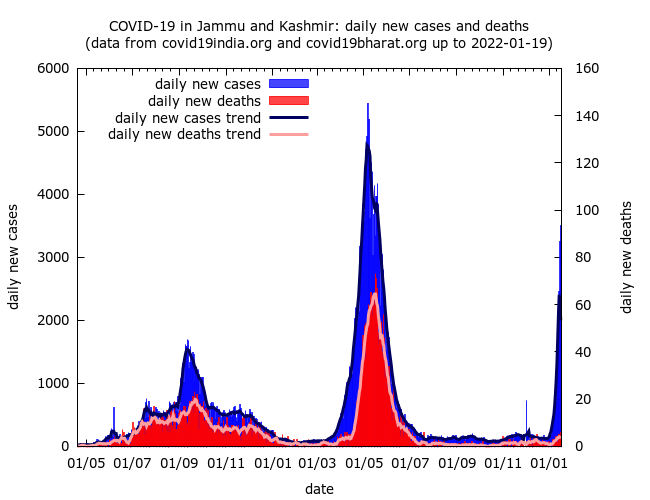 COVID-19 in Jammu and Kashmir: daily new cases and deaths
(data from covid19india.org and covid19bharat.org up to 2022-01-19)
daily new cases
daily new deaths
daily new cases trend
daily new deaths trend
6000
5000
4000
3000
2000
1000
0
daily new cases
160
140
120
100
80
60
40
20
0
daily new deaths
01/05 01/07 01/09 01/11 01/01 01/03 01/05 01/07 01/09 01/11 01/01
date